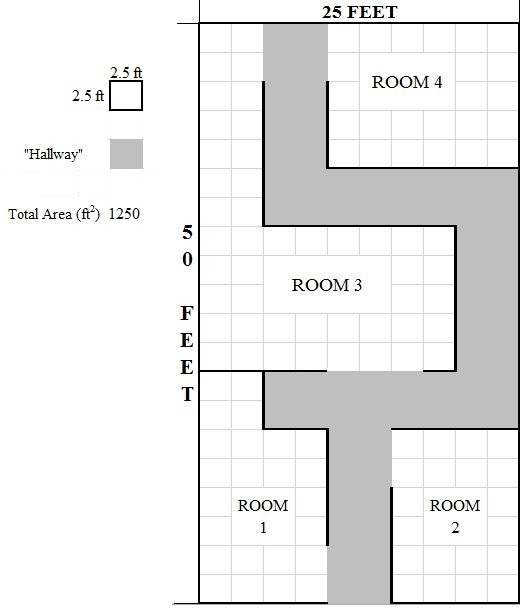 25 FEET
2.5 ft
2.5 ft
"Hallway"
Total Area (ft²) 1250
ROOM 4
5
0
F
E
E
T
ROOM 3
ROOM
1
ROOM
2